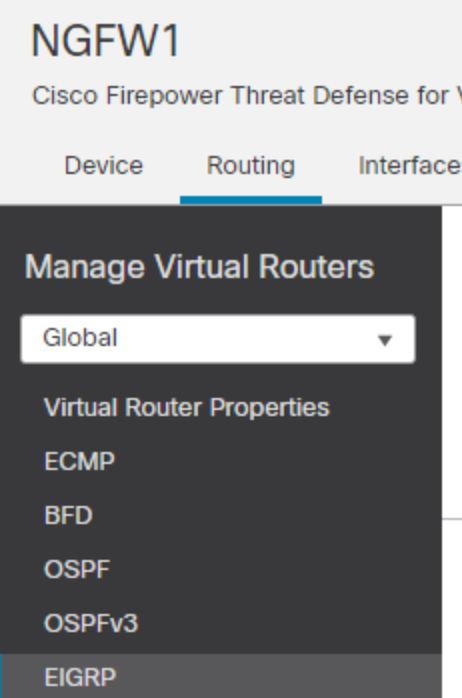 NGFW1
Cisco Firepower Threat Defense for
Device Routing Interface
Manage Virtual Routers
Global
Virtual Router Properties
ECMP
BFD
OSPF
OSPFv3
EIGRP